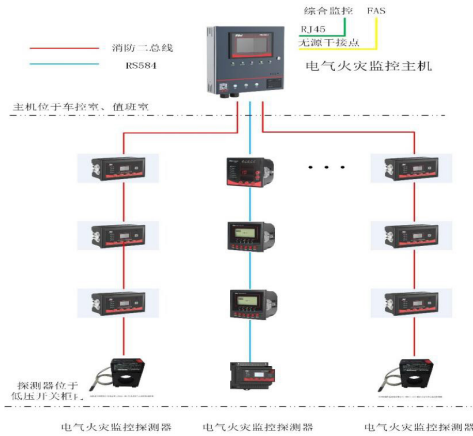 综合监控 FAS
RJ45
无源干接点
消防二总线
RS584
电气火灾监控主机
主机位于车控室、值班室
探测器位于
低压开关柜
电气火灾监控探测器 电气火灾监控探测器 电气火灾监控探测器